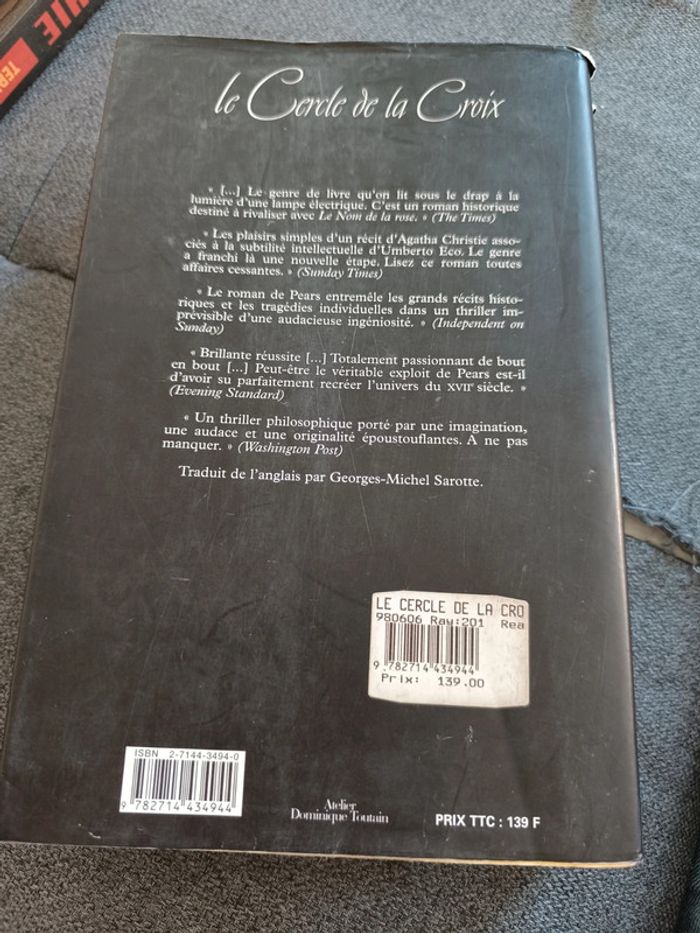 HIE
le Cercle de la Croix
« [...] Le genre de livre qu'on lit sous le drap à la
lumière d'une lampe électrique. C'est un roman historique
destiné à rivaliser avec Le Nom de la rose. » (The Times)
« Les plaisirs simples d'un récit d'Agatha Christie asso-
ciés à la subtilité intellectuelle d'Umberto Eco. Le genre
a franchi là une nouvelle étape. Lisez ce roman toutes
affaires cessantes. » (Sunday Times)
« Le roman de Pears entremêle les grands récits histo-
riques et les tragédies individuelles dans un thriller im-
prévisible d'une audacieuse ingéniosité. » (Independent on
Sunday)
« Brillante réussite [...] Totalement passionnant de bout
en bout [...] Peut-être le véritable exploit de Pears est-il
d'avoir su parfaitement recréer l'univers du XVIIe siècle. »
(Evening Standard)
« Un thriller philosophique porté par une imagination,
une audace et une originalité époustouflantes. A ne pas
manquer. » (Washington Post)
Traduit de l'anglais par Georges-Michel Sarotte.
LE CERCLE DE LA CRO
980606 Ray:201 Rea
9 782714 434944
Prix: 139.00
ISBN 2-7144-3494-0
9 782714 434944
Atelier
Dominique Toutain
PRIX TTC : 139 F